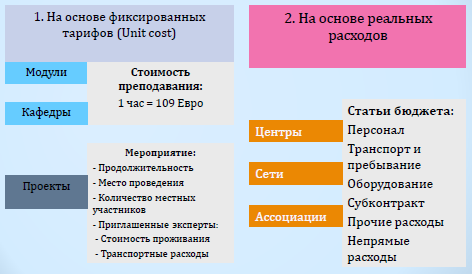 1. На основе фиксированных
тарифов (Unit cost)
Модули
Кафедры
Стоимость
преподавания:
1 час = 109 Евро
Проекты
Мероприятие:
- Продолжительность
- Место проведения
- Количество местных
участников
- Приглашенные эксперты:
- Стоимость проживания
- Транспортные расходы
2. На основе реальных
расходов
Центры
Сети
Ассоциации
Статьи бюджета:
Персонал
Транспорт и
пребывание
Оборудование
Субконтракт
Прочие расходы
Непрямые
расходы